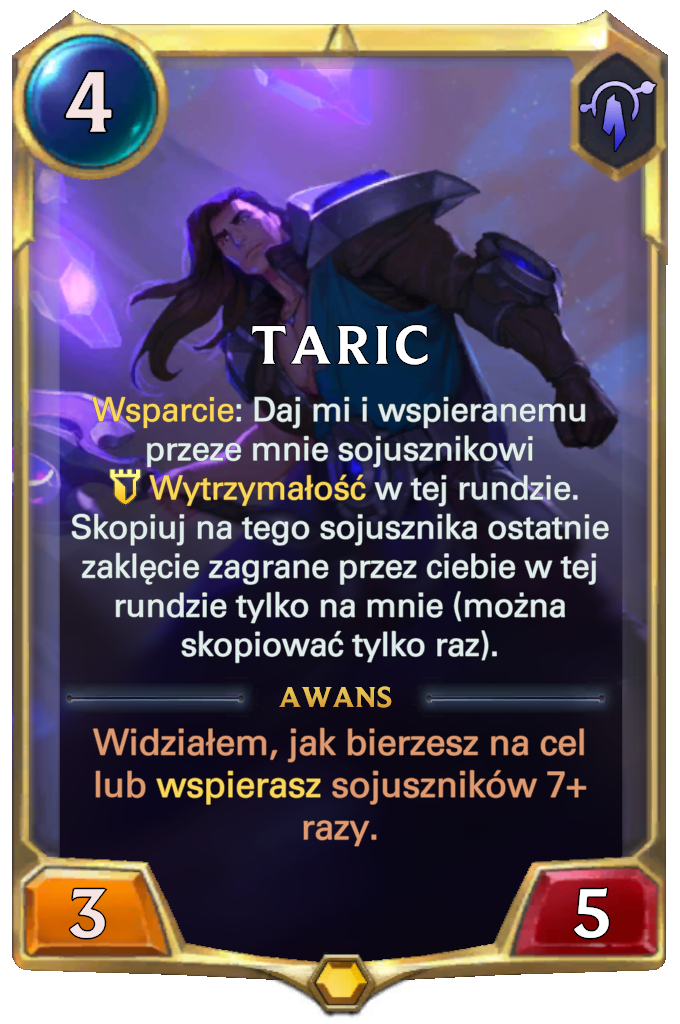 4
TARIC
Wsparcie: Daj mi i wspieranemu
przeze mnie sojusznikowi
Wytrzymałość w tej rundzie.
Skopiuj na tego sojusznika ostatnie
zaklęcie zagrane przez ciebie w tej
rundzie tylko na mnie (można
skopiować tylko raz).
AWANS
Widziałem, jak bierzesz na cel
lub wspierasz sojuszników 7+
razy.
3
5